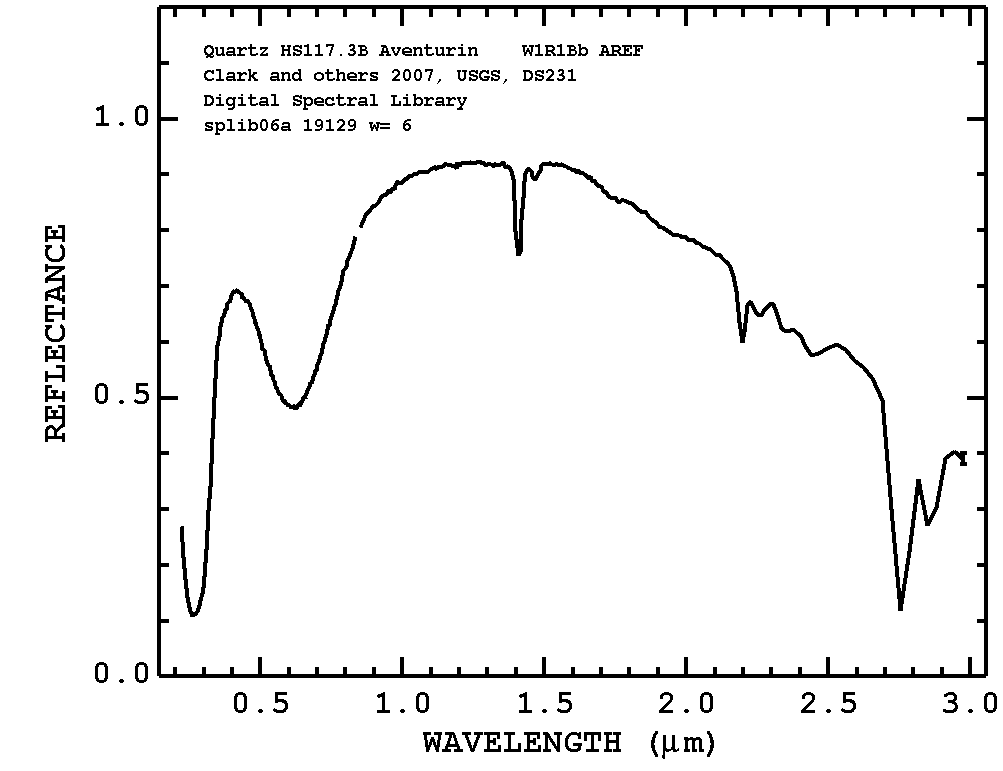 Quartz HS117.3B Aventurin W1R1Bb AREF
Clark and others 2007, USGS, DS231
Digital Spectral Library
splib06a 19129 w= 6
REFLECTANCE
1.0
0.5
0.0
0.5 1.0 1.5 2.0 2.5 3.0
WAVELENGTH (μm)